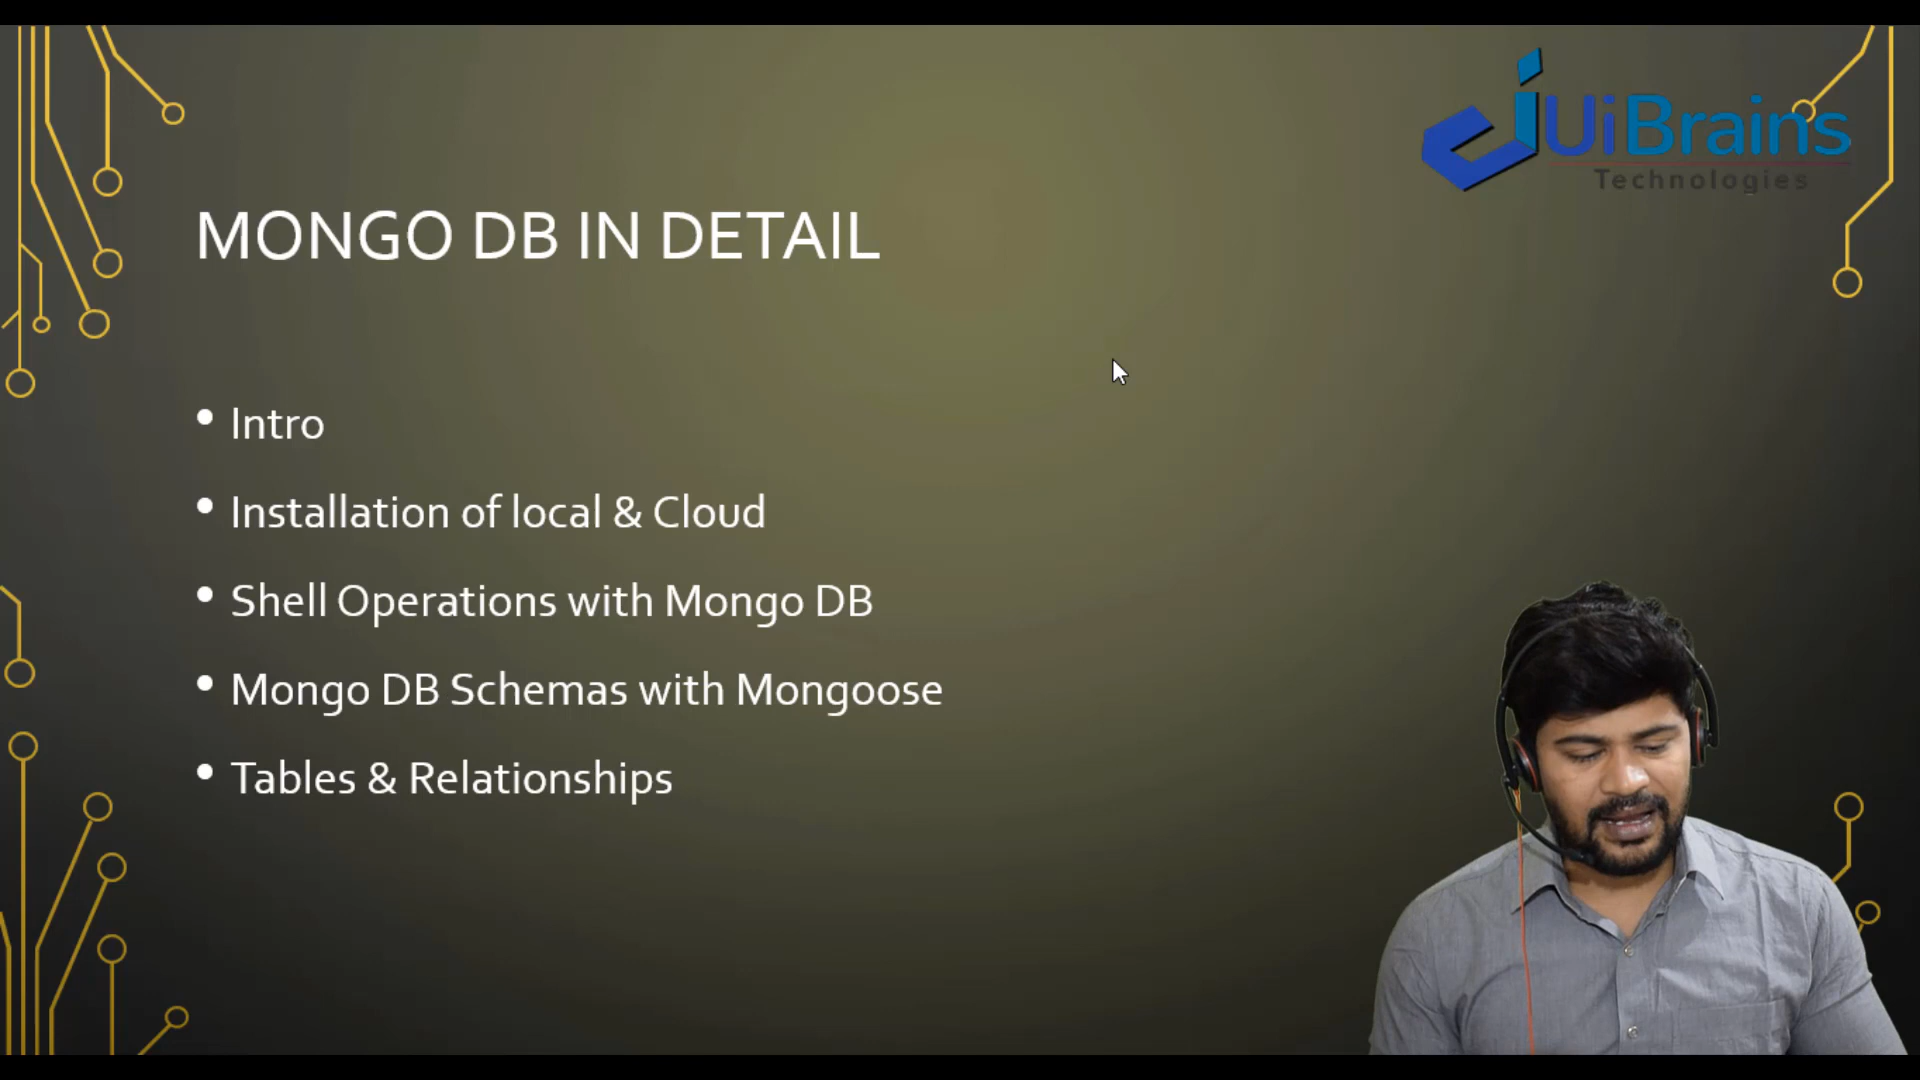 UiBrains
Technologies
MONGO DB IN DETAIL
• Intro
• Installation of local & Cloud
• Shell Operations with Mongo DB
• Mongo DB Schemas with Mongoose
• Tables & Relationships